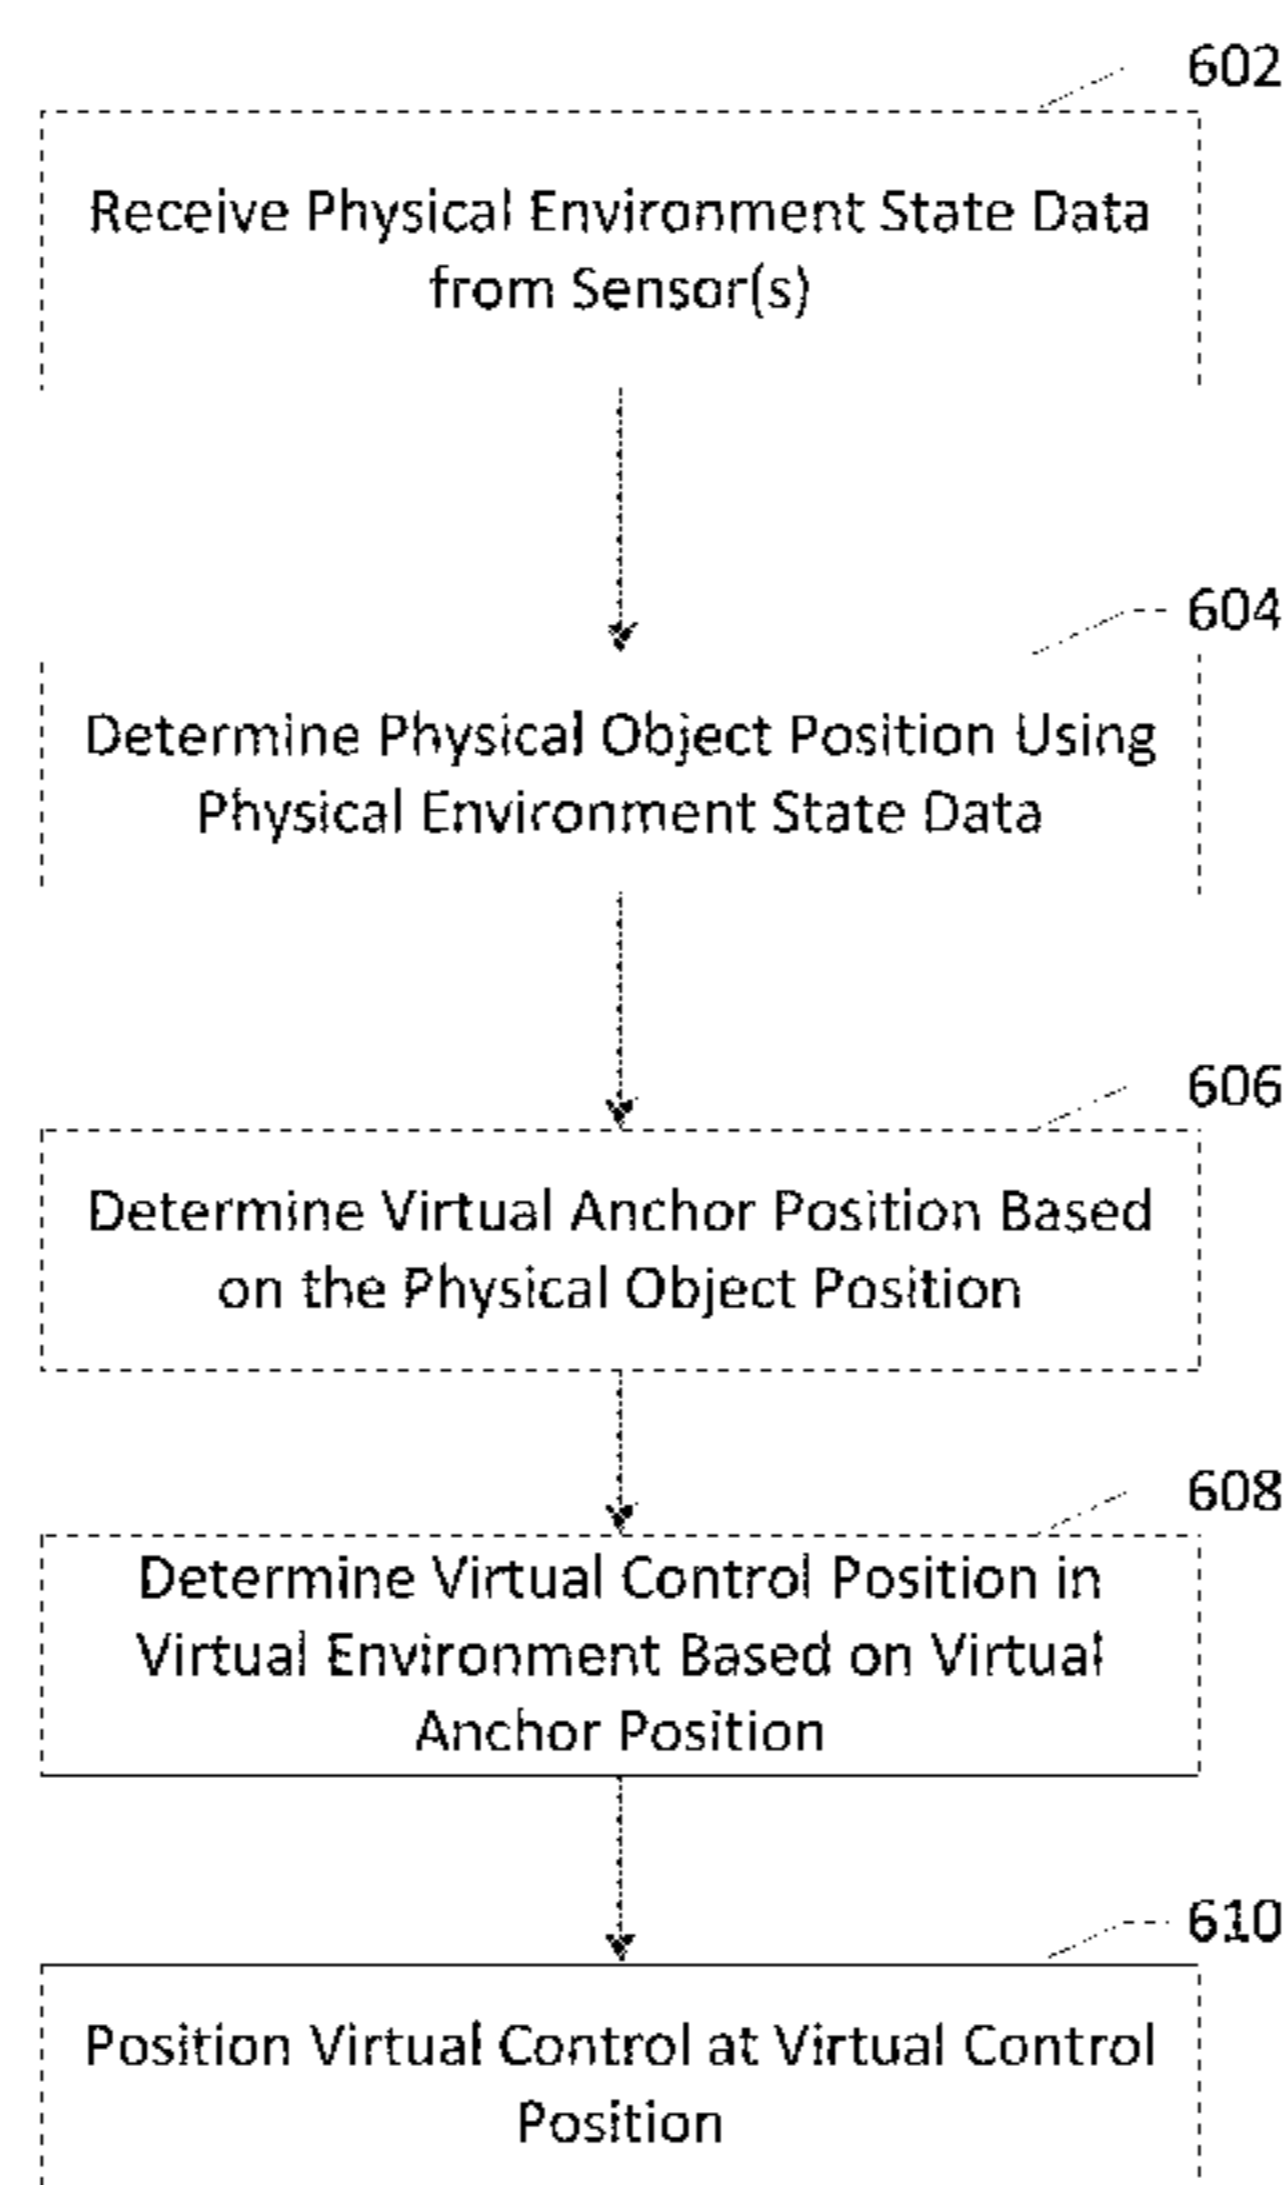 602
Receive Physical Environment State Data
from Sensor(s)
604
Determine Physical Object Position Using
Physical Environment State Data
606
Determine Virtual Anchor Position Based
on the Physical Object Position
608
Determine Virtual Control Position in
Virtual Environment Based on Virtual
Anchor Position
610
Position Virtual Control at Virtual Control
Position